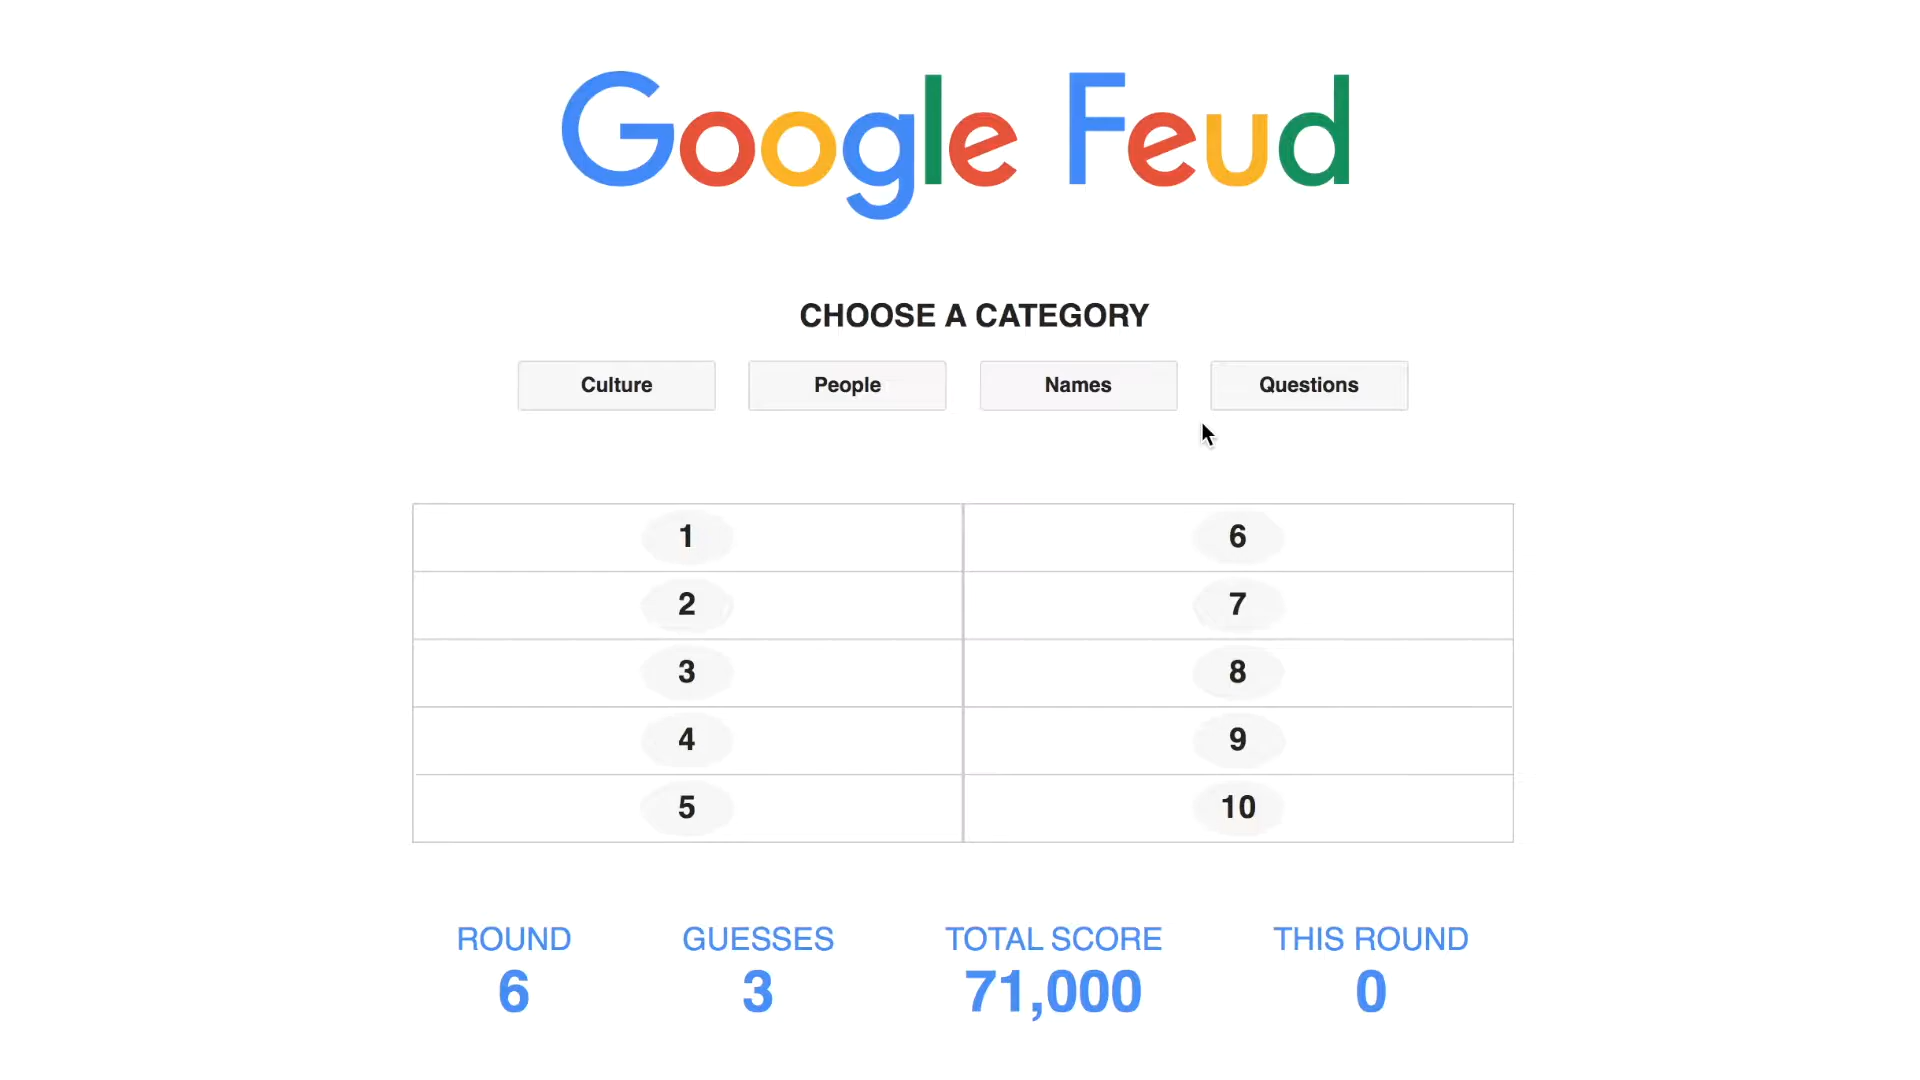 Google Feud
CHOOSE A CATEGORY
Culture People Names Questions
1 6
2 7
3 8
4 9
5 10
ROUND GUESSES TOTAL SCORE THIS ROUND
6 3 71,000 0